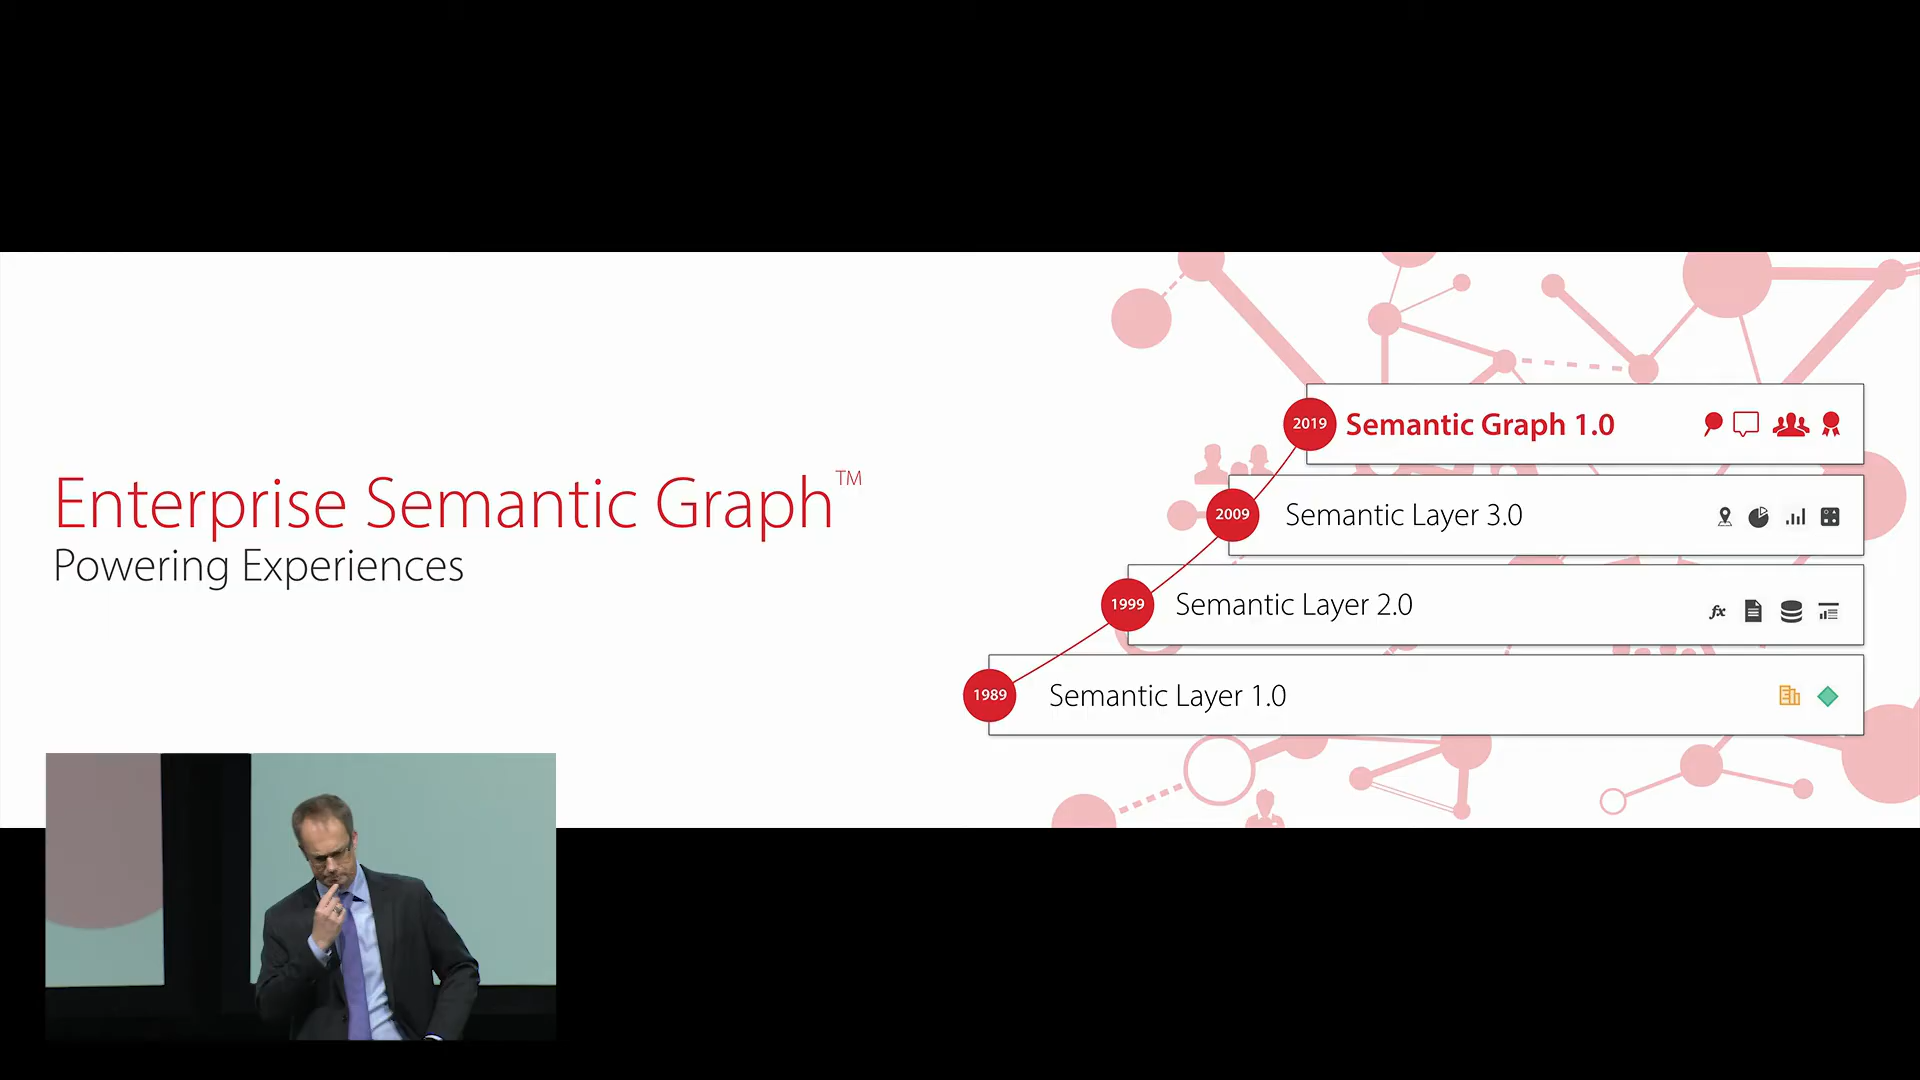 Enterprise Semantic Graph™
Powering Experiences
2019 Semantic Graph 1.0
2009 Semantic Layer 3.0
1999 Semantic Layer 2.0
fx
1989 Semantic Layer 1.0